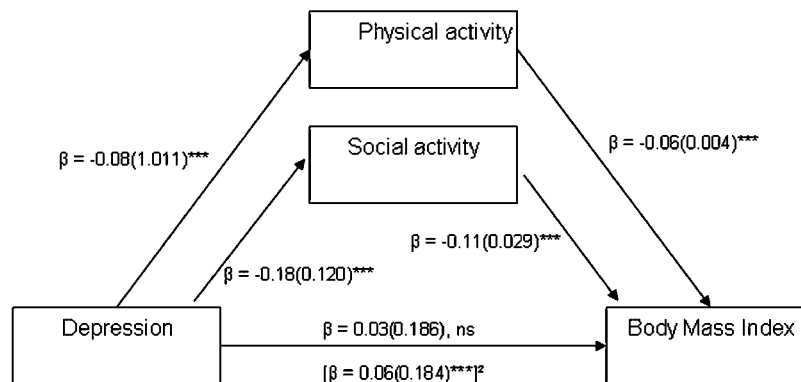 Physical activity
β = -0.08(1.011)***
β = -0.06(0.004)***
Social activity
β = -0.11(0.029)***
β = -0.18(0.120)***
Depression
β = 0.03(0.186), ns
Body Mass Index
[β = 0.06(0.184)***]²